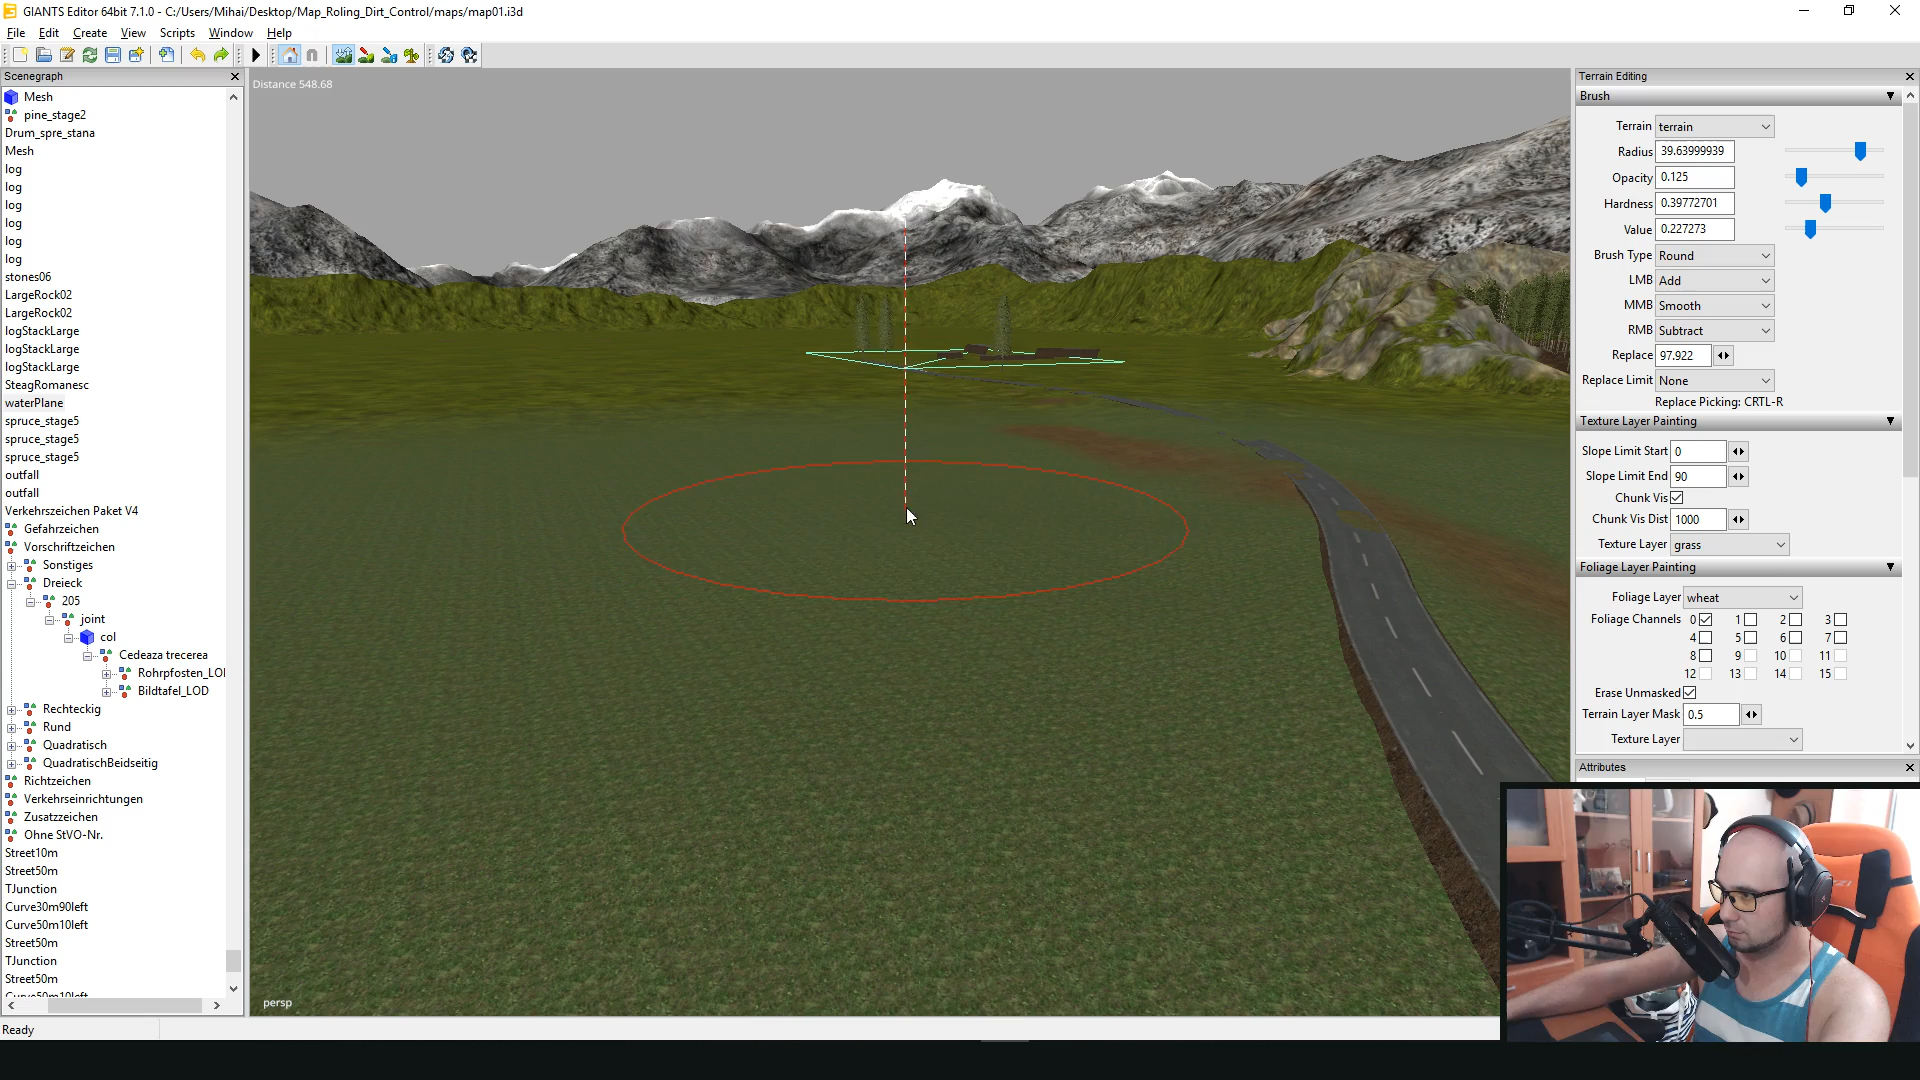 GIANTS Editor 64bit 7.1.0 - C:/Users/Mihai/Desktop/Map_Roling_Dirt_Control/maps/map01.i3d
File Edit Create View Scripts Window Help
Scenegraph
Mesh
pine_stage2
Drum_spre_stana
Mesh
log
log
log
log
log
log
stones06
LargeRock02
LargeRock02
logStackLarge
logStackLarge
logStackLarge
SteagRomanesc
waterPlane
spruce_stage5
spruce_stage5
spruce_stage5
outfall
outfall
Verkehrszeichen Paket V4
Gefahrzeichen
Vorschriftzeichen
Sonstiges
Dreieck
205
joint
col
Cedeaza trecerea
Rohrpfosten_LO
Bildtafel_LOD
Rechteckig
Rund
Quadratisch
QuadratischBeidseitig
Richtzeichen
Verkehrseinrichtungen
Zusatzzeichen
Ohne StVO-Nr.
Street10m
Street50m
TJunction
Curve30m90left
Curve50m10left
Street50m
TJunction
Street50m
Curve50m10left
Ready
Distance 548.68
persp
Terrain Editing
Brush
Terrain terrain
Radius 39.63999939
Opacity 0.125
Hardness 0.39772701
Value 0.227273
Brush Type Round
LMB Add
MMB Smooth
RMB Subtract
Replace 97.922
Replace Limit None
Replace Picking: CRTL-R
Texture Layer Painting
Slope Limit Start 0
Slope Limit End 90
Chunk Vis
Chunk Vis Dist 1000
Texture Layer grass
Foliage Layer Painting
Foliage Layer wheat
Foliage Channels 0 1 2 3
4 5 6 7
8 9 10 11
12 13 14 15
Erase Unmasked
Terrain Layer Mask 0.5
Texture Layer
Attributes